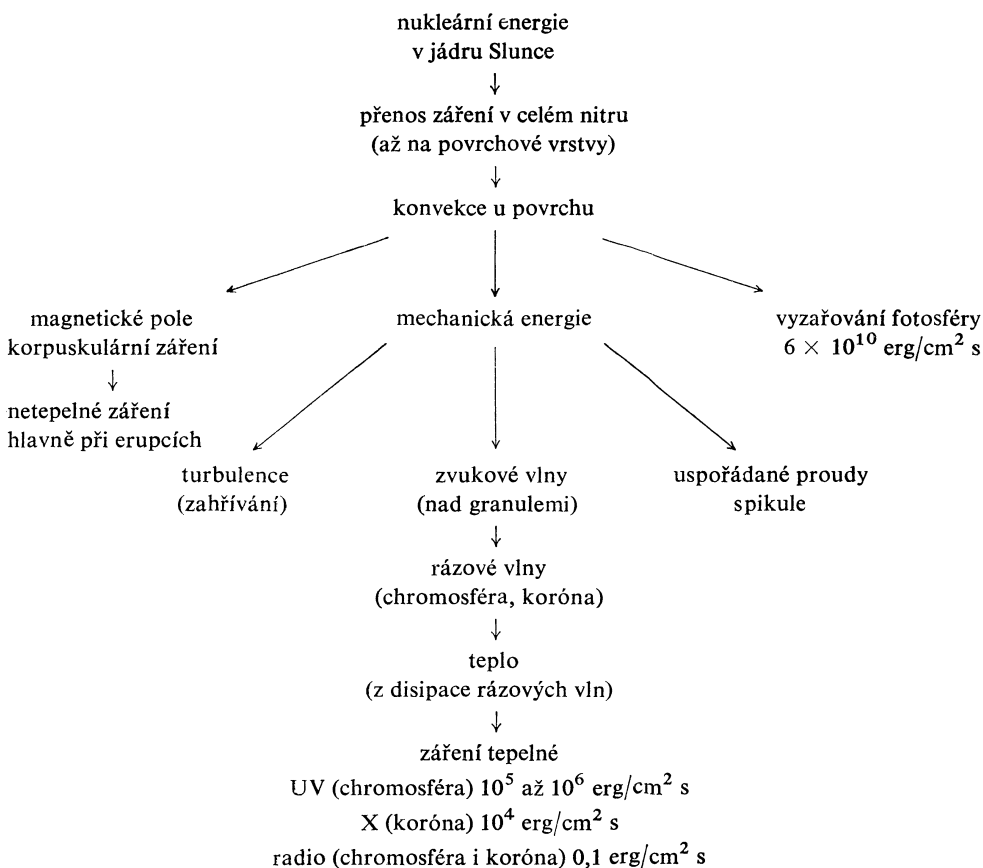 nukleární energie
v jádru Slunce
↓
přenos záření v celém nitru
(až na povrchové vrstvy)
↓
konvekce u povrchu
magnetické pole
korpuskulární záření
↓
netepelné záření
hlavně při erupcích
mechanická energie
vyzařování fotosféry
6 × 10¹⁰ erg/cm² s
turbulence
(zahřívání)
zvukové vlny
(nad granulemi)
↓
rázové vlny
(chromosféra, koróna)
↓
teplo
(z disipace rázových vln)
↓
záření tepelné
UV (chromosféra) 10⁵ až 10⁶ erg/cm² s
X (koróna) 10⁴ erg/cm² s
radio (chromosféra i koróna) 0,1 erg/cm² s
uspořádané proudy
spikule